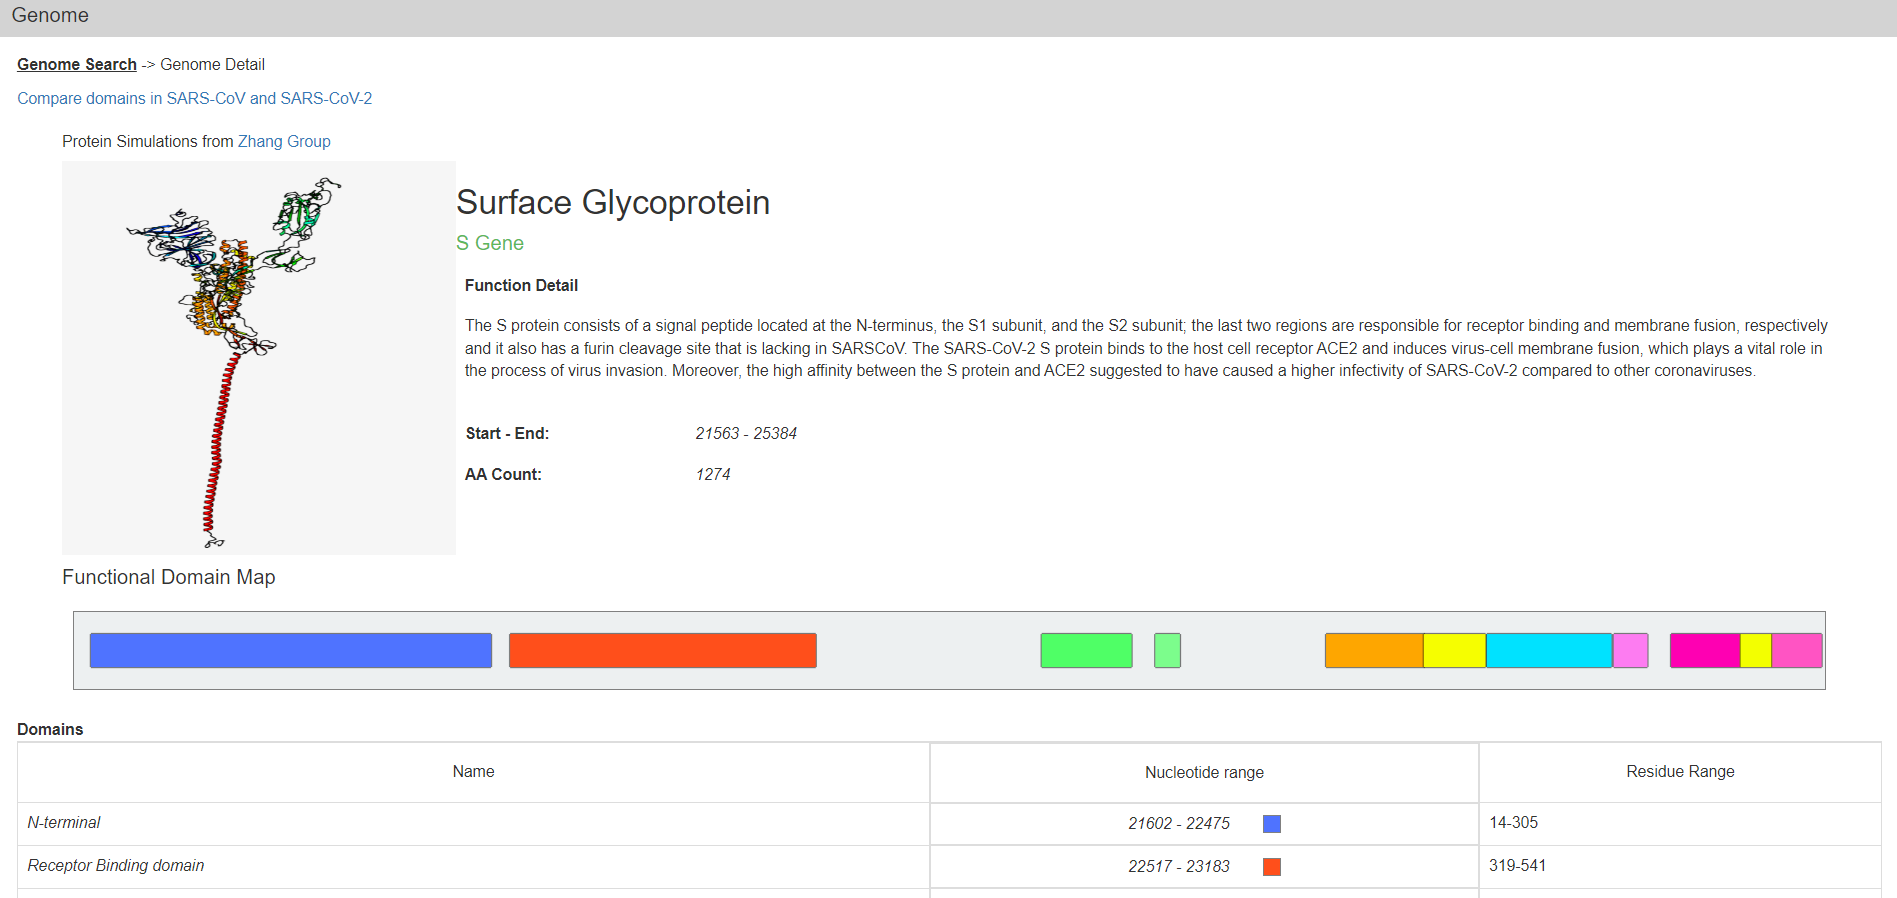 Genome
Genome Search -> Genome Detail
Compare domains in SARS-CoV and SARS-CoV-2
Protein Simulations from Zhang Group
Surface Glycoprotein
S Gene
Function Detail
The S protein consists of a signal peptide located at the N-terminus, the S1 subunit, and the S2 subunit; the last two regions are responsible for receptor binding and membrane fusion, respectively
and it also has a furin cleavage site that is lacking in SARSCoV. The SARS-CoV-2 S protein binds to the host cell receptor ACE2 and induces virus-cell membrane fusion, which plays a vital role in
the process of virus invasion. Moreover, the high affinity between the S protein and ACE2 suggested to have caused a higher infectivity of SARS-CoV-2 compared to other coronaviruses.
Start - End: 21563 - 25384
AA Count: 1274
Functional Domain Map
Domains
Name Nucleotide range Residue Range
N-terminal 21602 - 22475 14-305
Receptor Binding domain 22517 - 23183 319-541